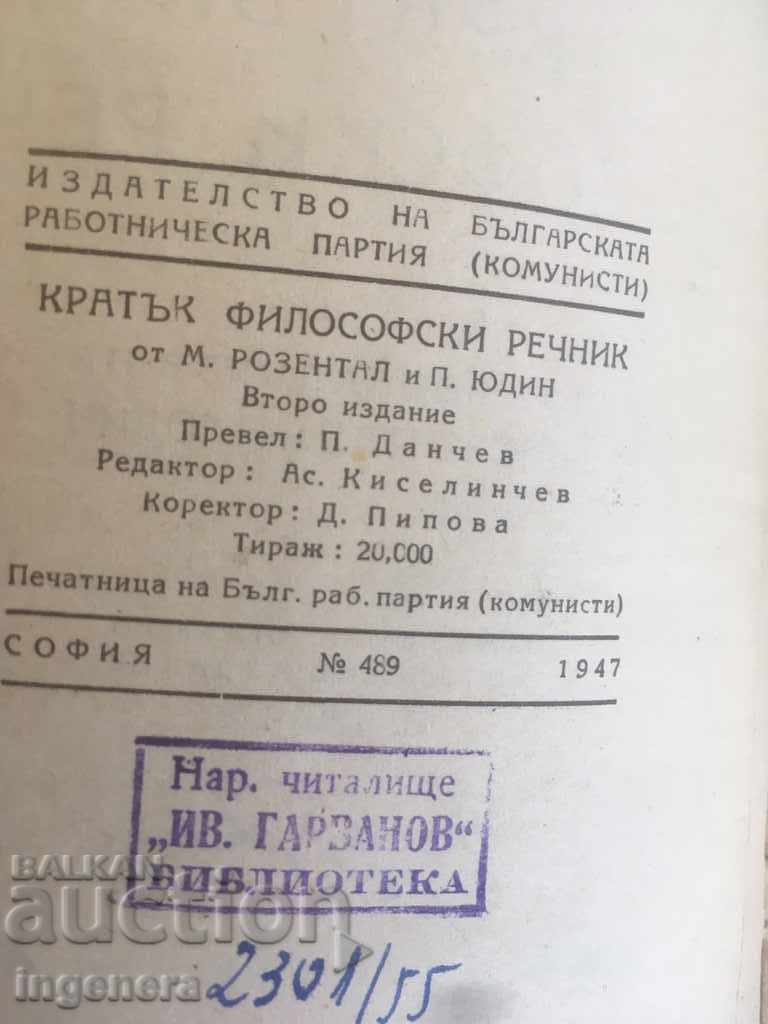 ИЗДАТЕЛСТВО НА БЪЛГАРСКАТА
РАБОТНИЧЕСКА ПАРТИЯ (КОМУНИСТИ)
КРАТЪК ФИЛОСОФСКИ РЕЧНИК
от М. РОЗЕНТАЛ и П. ЮДИН
Второ издание
Превел: П. Данчев
Редактор: Ас. Киселинчев
Коректор: Д. Пипова
Тираж: 20,000
Печатница на Бълг. раб. партия (комунисти)
СОФИЯ № 489 1947
Нар. читалище
„ИВ. ГАРВАНОВ“
БИБЛИОТЕКА
BALKAN
auction
ingenera
2301/55